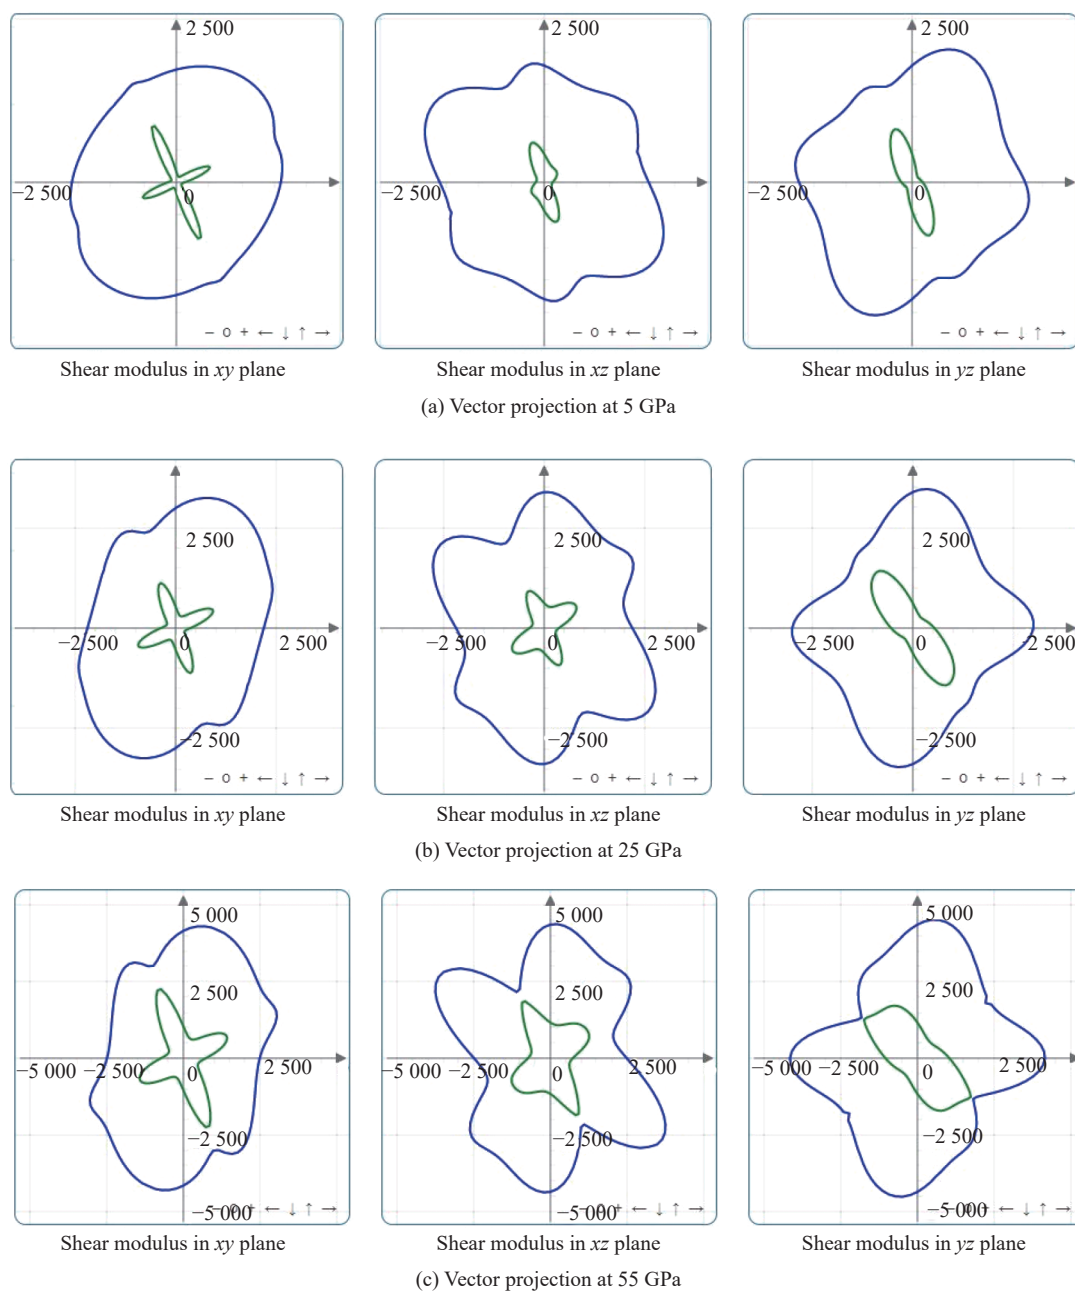 2 500 2 500 2 500
−2 500 0 −2 500 0 −2 500 0
− o + ← ↓ ↑ → − o + ← ↓ ↑ → − o + ← ↓ ↑ →
Shear modulus in xy plane Shear modulus in xz plane Shear modulus in yz plane
(a) Vector projection at 5 GPa
2 500 2 500 2 500
−2 500 0 2 500 −2 500 0 2 500 −2 500 0 2 500
−2 500 −2 500 −2 500
− o + ← ↓ ↑ → − o + ← ↓ ↑ → − o + ← ↓ ↑ →
Shear modulus in xy plane Shear modulus in xz plane Shear modulus in yz plane
(b) Vector projection at 25 GPa
5 000 5 000 5 000
2 500 2 500 2 500
−5 000 −2 500 0 2 500 −5 000 −2 500 0 2 500 −5 000 −2 500 0 2 500
−2 500 −2 500 −2 500
−5 000 ← ↓ ↑ → −5 000 + ← ↓ ↑ → −5 000 ← ↓ ↑ →
Shear modulus in xy plane Shear modulus in xz plane Shear modulus in yz plane
(c) Vector projection at 55 GPa